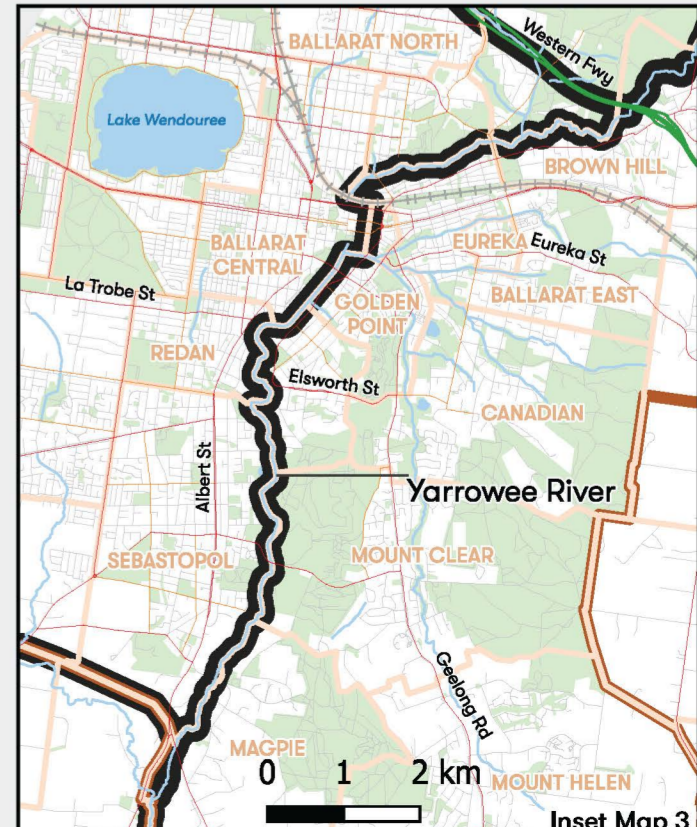 BALLARAT NORTH
Western Fwy
Lake Wendouree
BROWN HILL
BALLARAT
CENTRAL
EUREKA
Eureka St
La Trobe St
GOLDEN
POINT
BALLARAT EAST
REDAN
Elsworth St
CANADIAN
Albert St
Yarrowee River
SEBASTOPOL
MOUNT CLEAR
Geelong Rd
MAGPIE
0 1 2 km
MOUNT HELEN
Inset Map 3